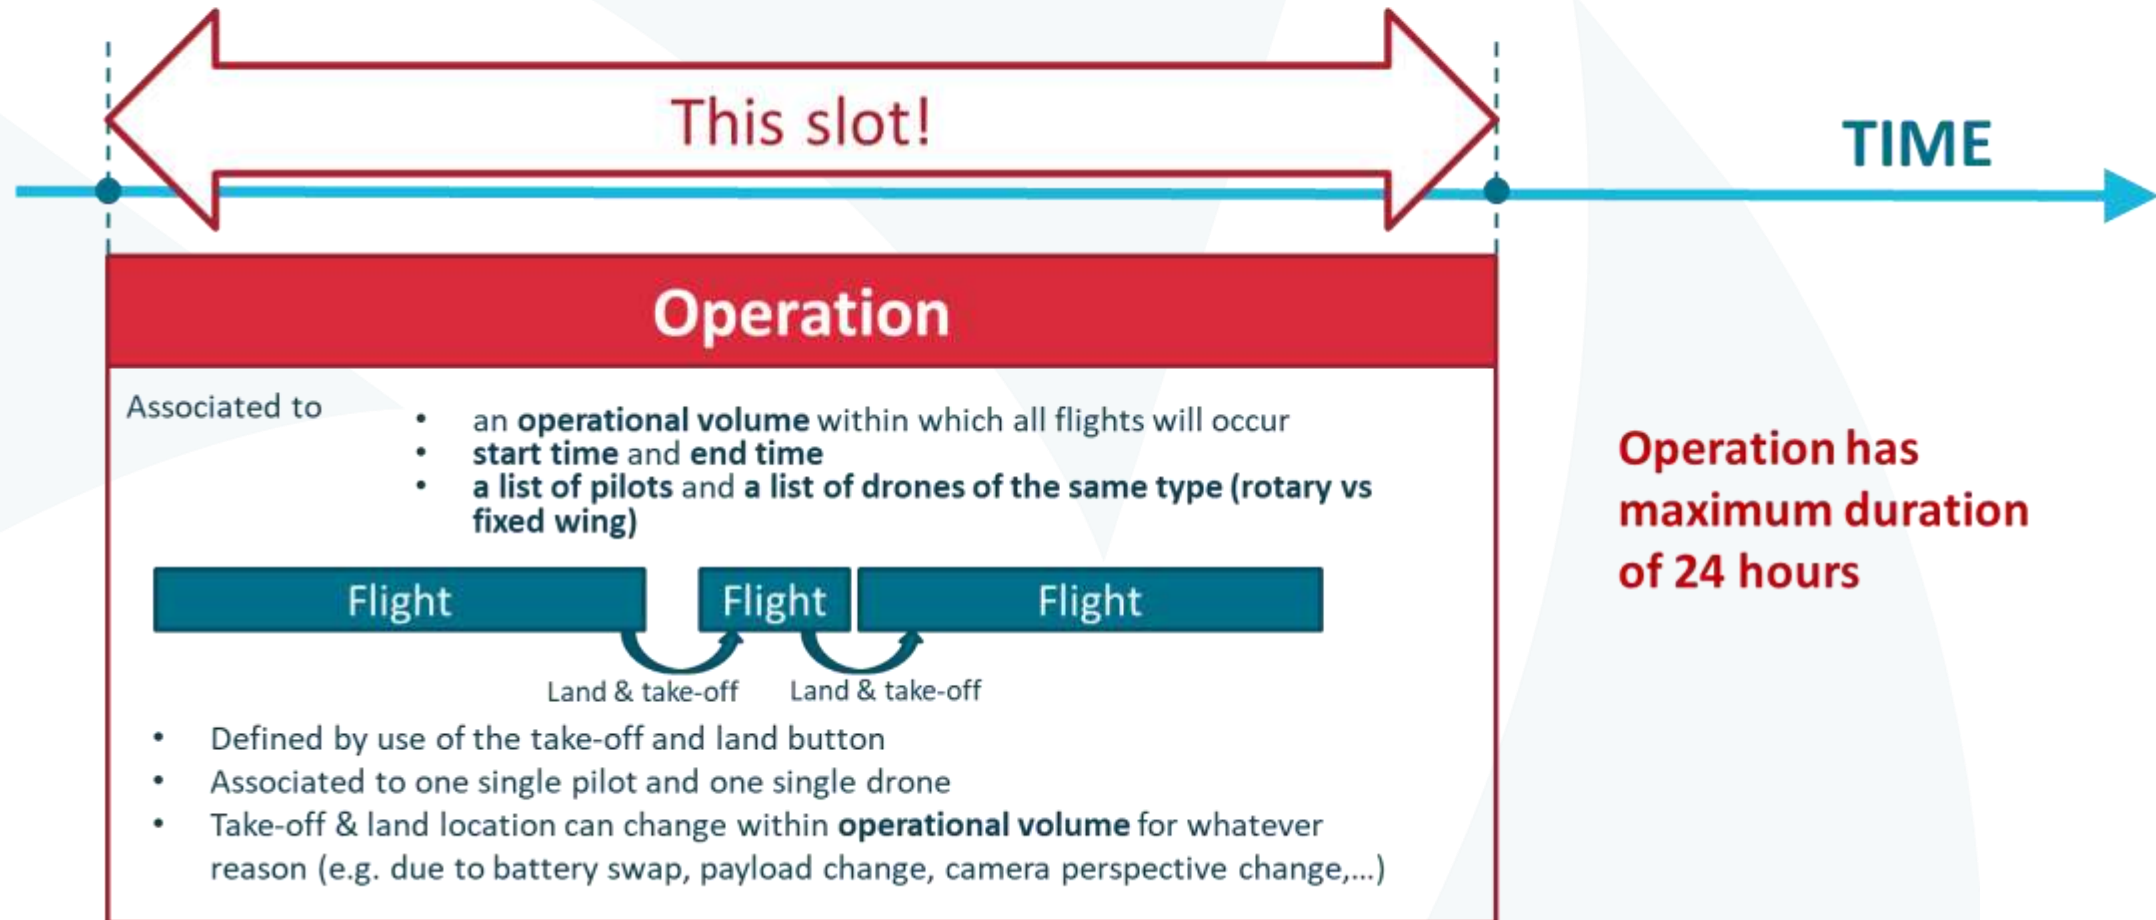 This slot!
TIME
Operation
Associated to
• an operational volume within which all flights will occur
• start time and end time
• a list of pilots and a list of drones of the same type (rotary vs
fixed wing)
Operation has
maximum duration
of 24 hours
Flight
Flight
Flight
Land & take-off
Land & take-off
• Defined by use of the take-off and land button
• Associated to one single pilot and one single drone
• Take-off & land location can change within operational volume for whatever
reason (e.g. due to battery swap, payload change, camera perspective change,...)